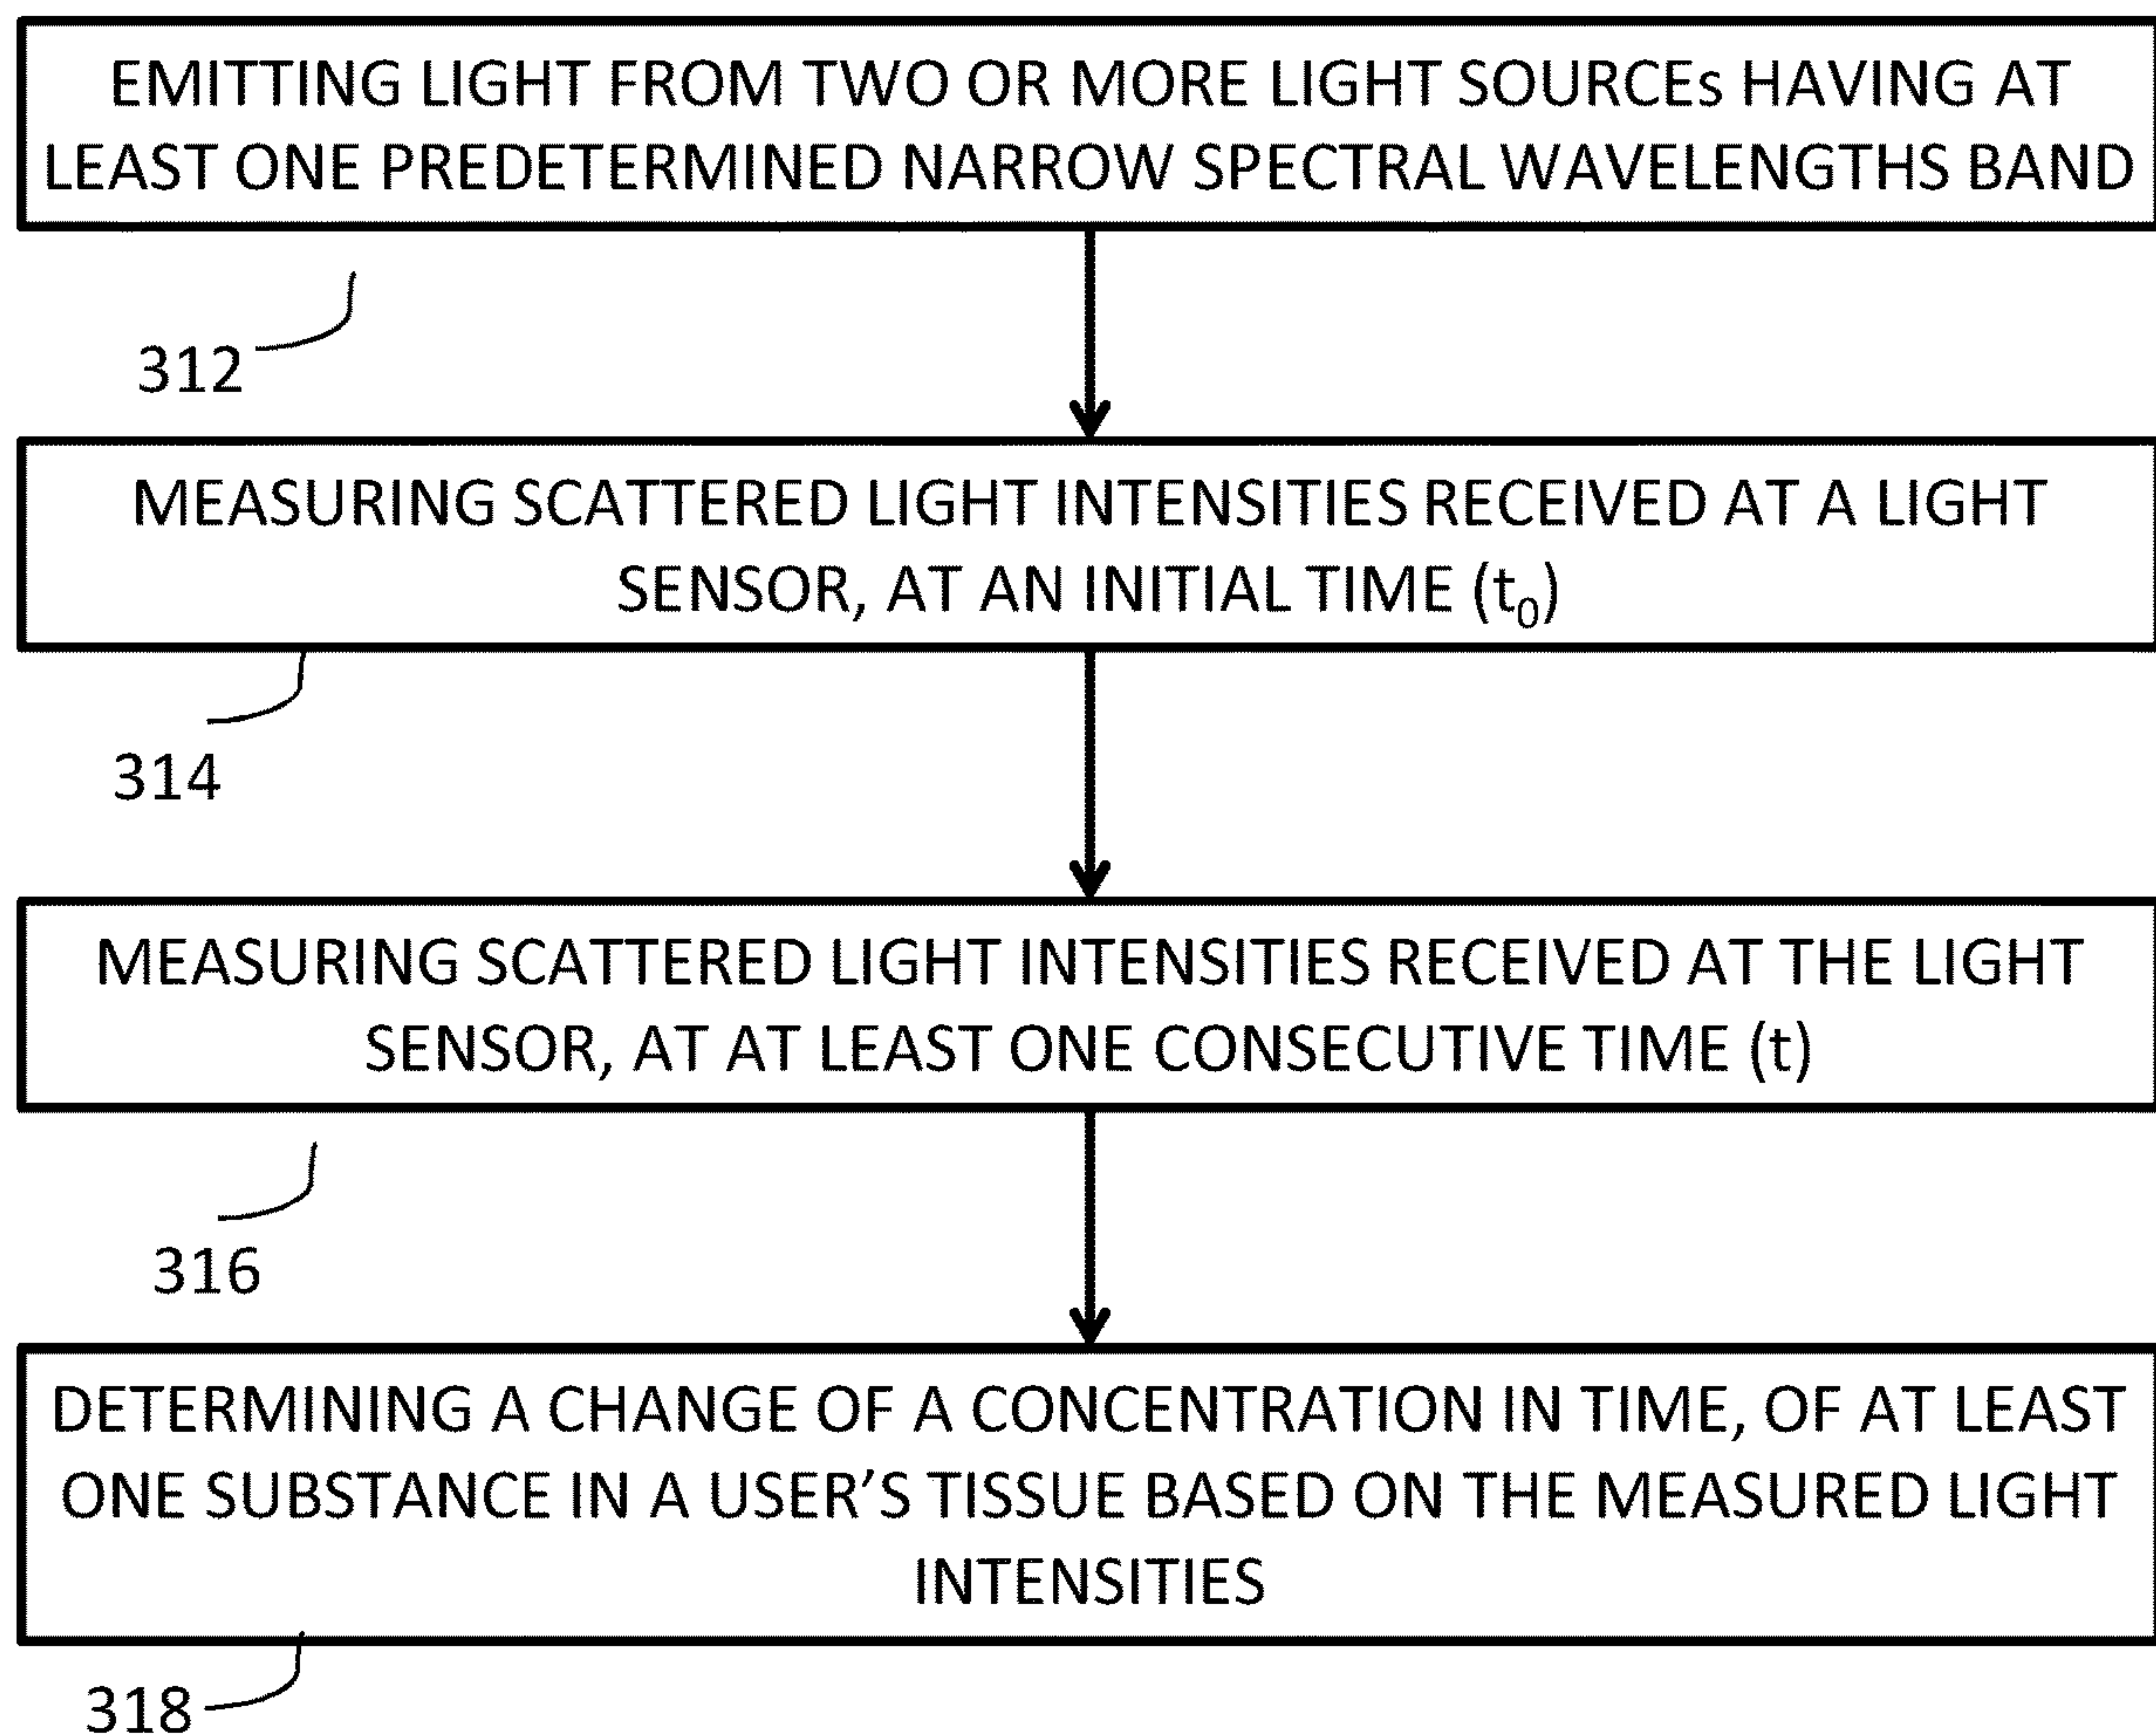 EMITTING LIGHT FROM TWO OR MORE LIGHT SOURCEs HAVING AT
LEAST ONE PREDETERMINED NARROW SPECTRAL WAVELENGTHS BAND
312
MEASURING SCATTERED LIGHT INTENSITIES RECEIVED AT A LIGHT
SENSOR, AT AN INITIAL TIME (t₀)
314
MEASURING SCATTERED LIGHT INTENSITIES RECEIVED AT THE LIGHT
SENSOR, AT AT LEAST ONE CONSECUTIVE TIME (t)
316
DETERMINING A CHANGE OF A CONCENTRATION IN TIME, OF AT LEAST
ONE SUBSTANCE IN A USER’S TISSUE BASED ON THE MEASURED LIGHT
INTENSITIES
318